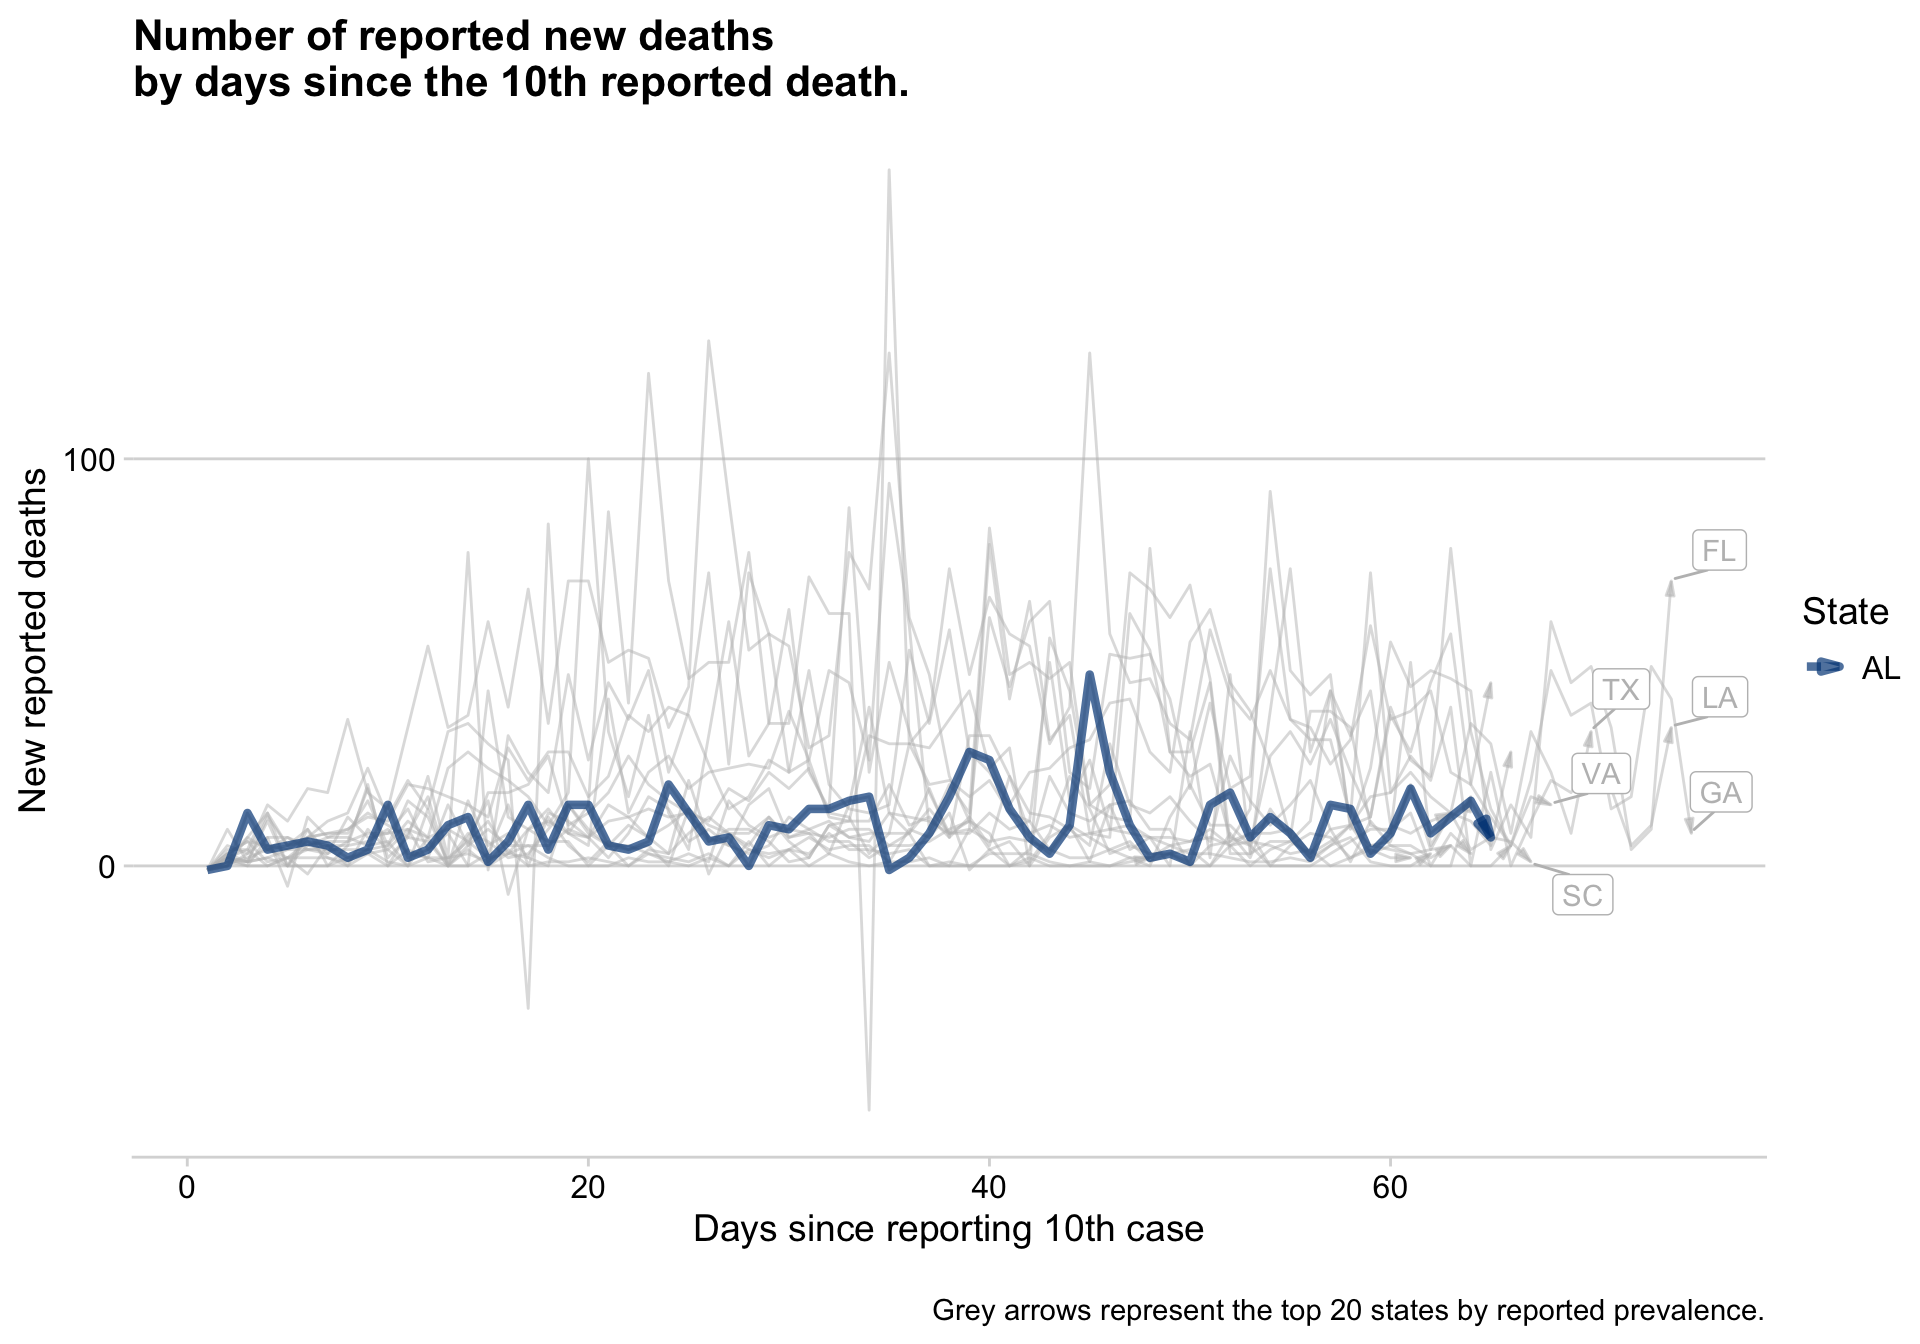 Number of reported new deaths
by days since the 10th reported death.
New reported deaths
100
0
FL
TX
LA
VA
GA
SC
State
AL
0
20
40
60
Days since reporting 10th case
Grey arrows represent the top 20 states by reported prevalence.